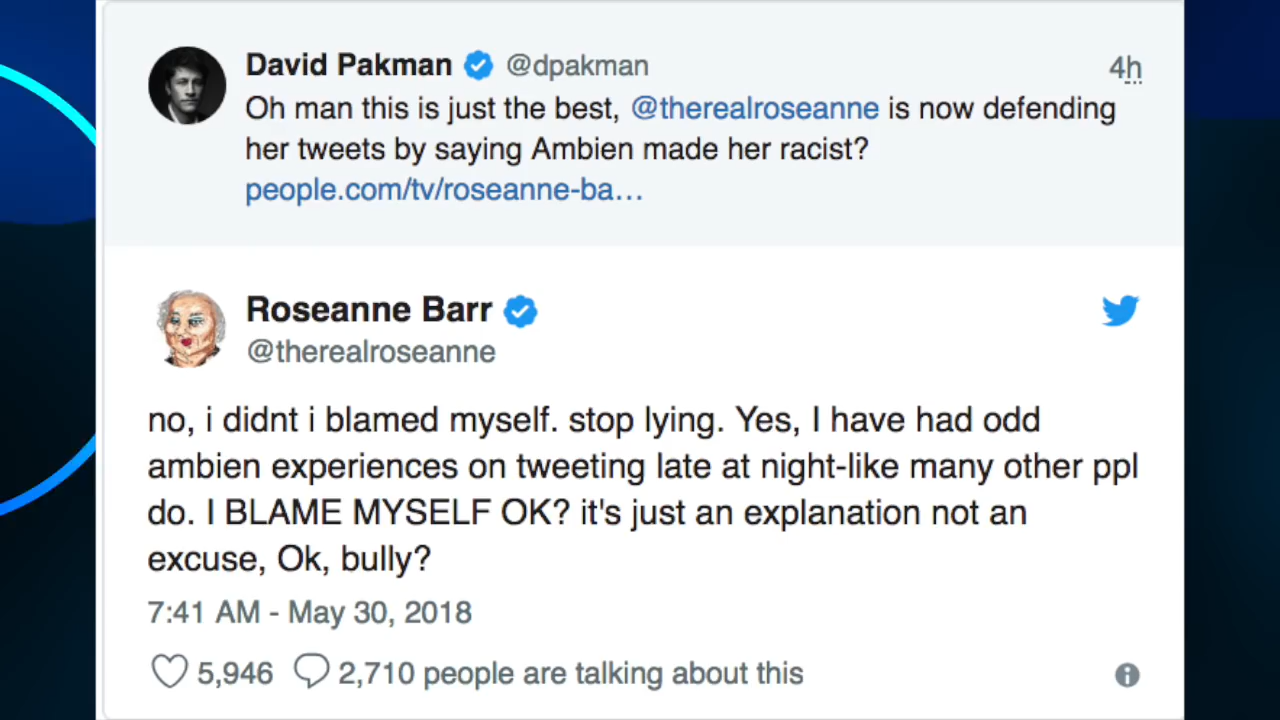 David Pakman @dpakman 4h
Oh man this is just the best, @therealroseanne is now defending
her tweets by saying Ambien made her racist?
people.com/tv/roseanne-ba…
Roseanne Barr
@therealroseanne
no, i didnt i blamed myself. stop lying. Yes, I have had odd
ambien experiences on tweeting late at night-like many other ppl
do. I BLAME MYSELF OK? it's just an explanation not an
excuse, Ok, bully?
7:41 AM - May 30, 2018
5,946 2,710 people are talking about this